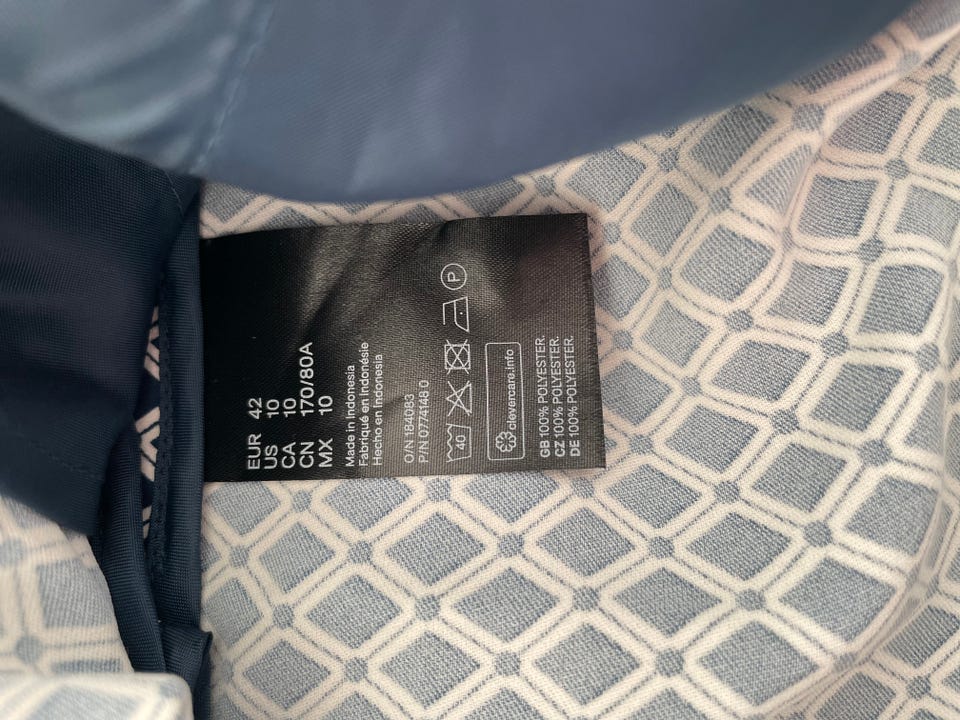 EUR 42
US 10
CA 10
CN 170/80A
MX 10
Made in Indonesia
Fabriqué en Indonésie
Hecho en Indonesia
O/N 184083
P/N 0774148 0
40
P
clevercare.info
GB 100% POLYESTER.
CZ 100% POLYESTER.
DE 100% POLYESTER.